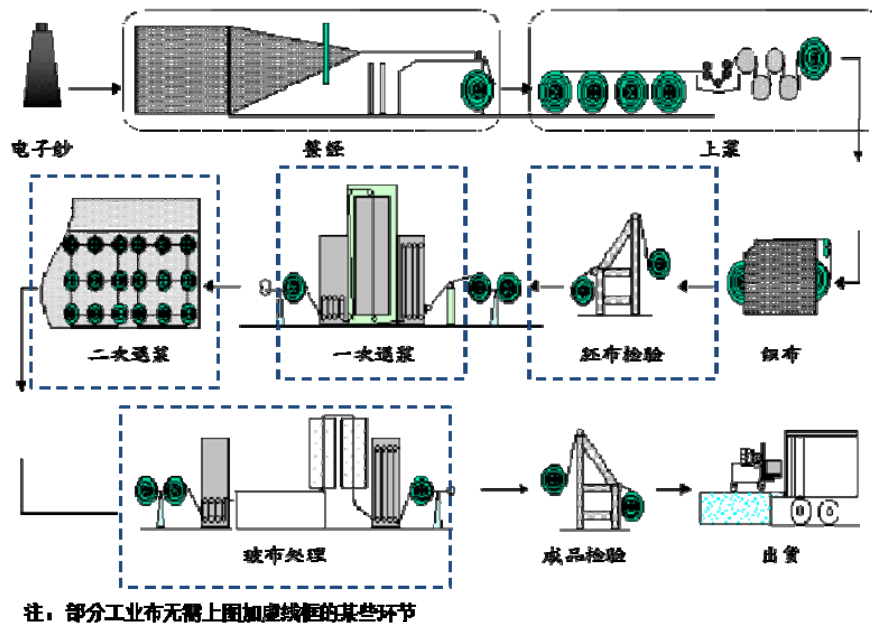 电子纱
整经
上浆
二次退浆
一次退浆
胚布检验
织布
玻布处理
成品检验
出货
注：部分工业布无需上图加虚线框的某些环节